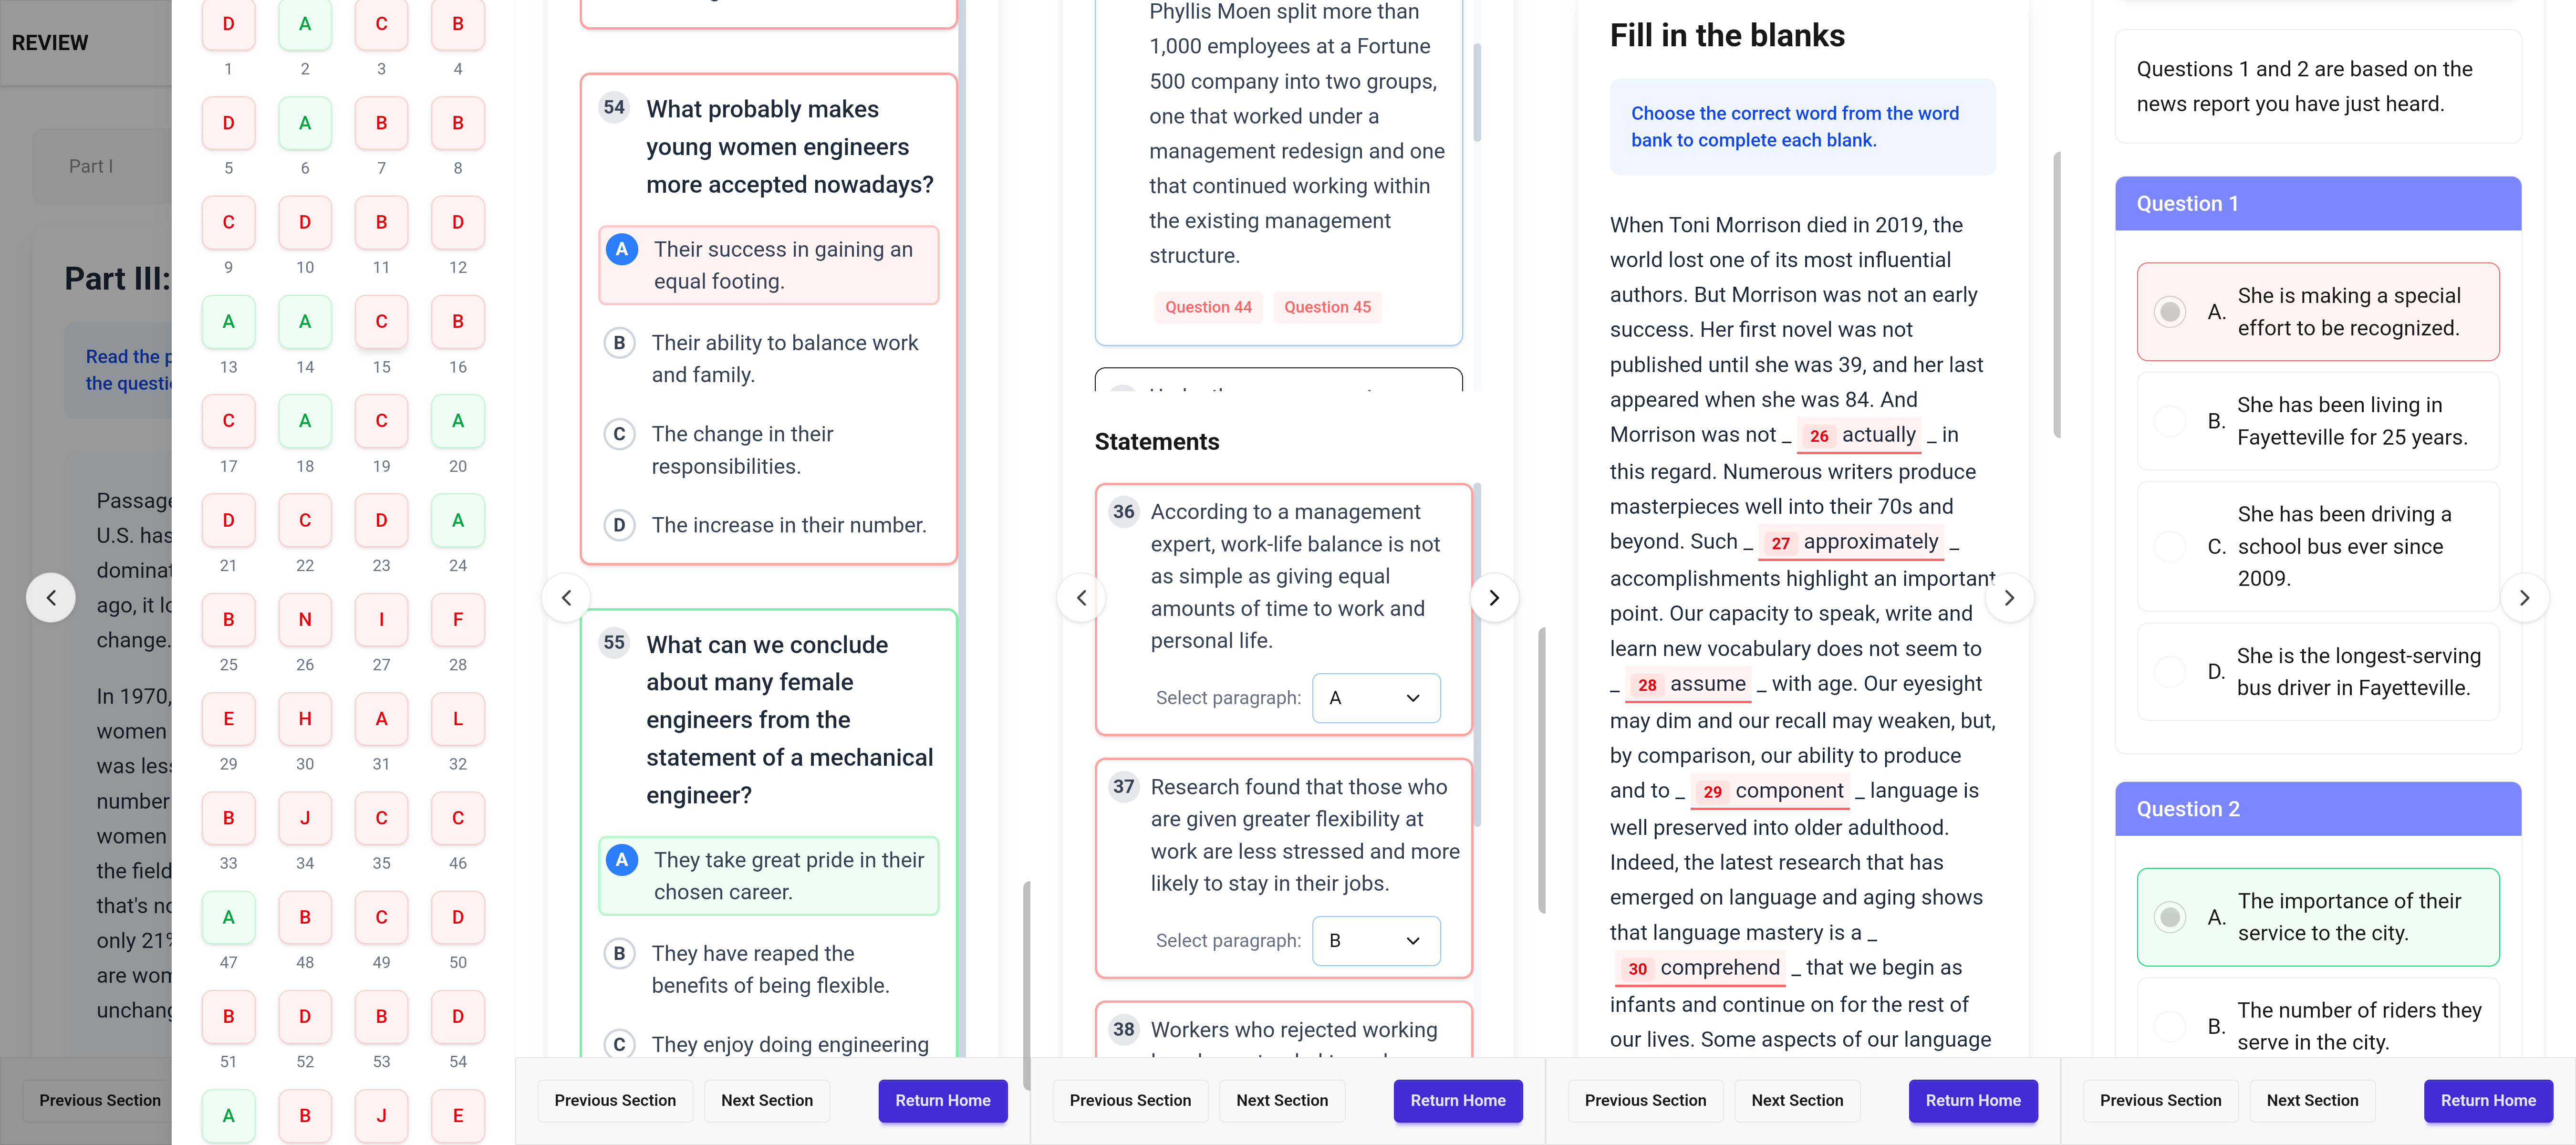 REVIEW
Part I
Part III:
Read the p
the questi
Passage
U.S. has
dominat
ago, it lo
change.
In 1970,
women
was less
number
women
the field
that's no
only 21%
are wom
unchang
Previous Section
D A C B
1 2 3 4
D A B B
5 6 7 8
C D B D
9 10 11 12
A A C B
13 14 15 16
C A C A
17 18 19 20
D C D A
21 22 23 24
B N I F
25 26 27 28
E H A L
29 30 31 32
B J C C
33 34 35 46
A B C D
47 48 49 50
B D B D
51 52 53 54
A B J E
54 What probably makes
young women engineers
more accepted nowadays?
A Their success in gaining an
equal footing.
B Their ability to balance work
and family.
C The change in their
responsibilities.
D The increase in their number.
55 What can we conclude
about many female
engineers from the
statement of a mechanical
engineer?
A They take great pride in their
chosen career.
B They have reaped the
benefits of being flexible.
C They enjoy doing engineering
Previous Section Next Section Return Home
Phyllis Moen split more than
1,000 employees at a Fortune
500 company into two groups,
one that worked under a
management redesign and one
that continued working within
the existing management
structure.
Question 44 Question 45
Statements
36 According to a management
expert, work-life balance is not
as simple as giving equal
amounts of time to work and
personal life.
Select paragraph: A
37 Research found that those who
are given greater flexibility at
work are less stressed and more
likely to stay in their jobs.
Select paragraph: B
38 Workers who rejected working
Previous Section Next Section Return Home
Fill in the blanks
Choose the correct word from the word
bank to complete each blank.
When Toni Morrison died in 2019, the
world lost one of its most influential
authors. But Morrison was not an early
success. Her first novel was not
published until she was 39, and her last
appeared when she was 84. And
Morrison was not _ 26 actually _ in
this regard. Numerous writers produce
masterpieces well into their 70s and
beyond. Such _ 27 approximately _
accomplishments highlight an important
point. Our capacity to speak, write and
learn new vocabulary does not seem to
_ 28 assume _ with age. Our eyesight
may dim and our recall may weaken, but,
by comparison, our ability to produce
and to _ 29 component _ language is
well preserved into older adulthood.
Indeed, the latest research that has
emerged on language and aging shows
that language mastery is a _
30 comprehend _ that we begin as
infants and continue on for the rest of
our lives. Some aspects of our language
Previous Section Next Section Return Home
Questions 1 and 2 are based on the
news report you have just heard.
Question 1
A. She is making a special
effort to be recognized.
B. She has been living in
Fayetteville for 25 years.
C. She has been driving a
school bus ever since
2009.
D. She is the longest-serving
bus driver in Fayetteville.
Question 2
A. The importance of their
service to the city.
B. The number of riders they
serve in the city.
Previous Section Next Section Return Home